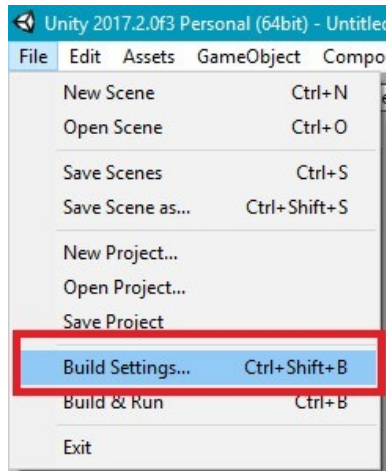 Unity 2017.2.0f3 Personal (64bit) - Untitled
File Edit Assets GameObject Compo
New Scene Ctrl+N
Open Scene Ctrl+O
Save Scenes Ctrl+S
Save Scene as... Ctrl+Shift+S
New Project...
Open Project...
Save Project
Build Settings... Ctrl+Shift+B
Build & Run Ctrl+B
Exit